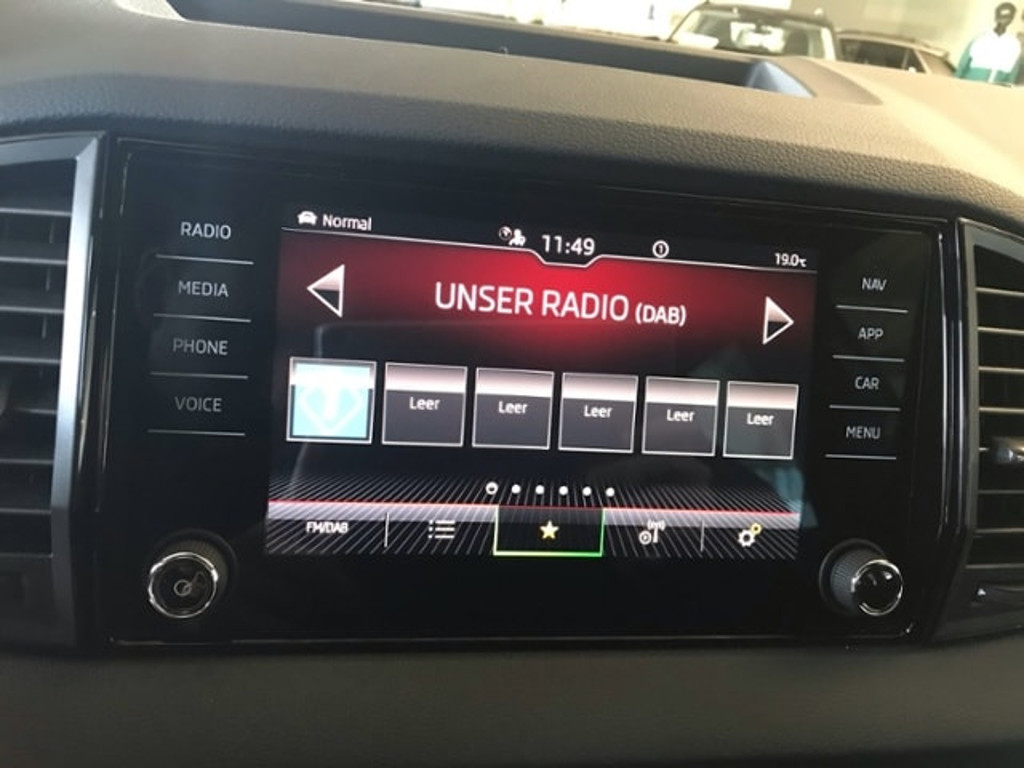 RADIO
MEDIA
PHONE
VOICE
Normal
11:49
19.0°C
UNSER RADIO (DAB)
Leer
Leer
Leer
Leer
Leer
FM/DAB
NAV
APP
CAR
MENU